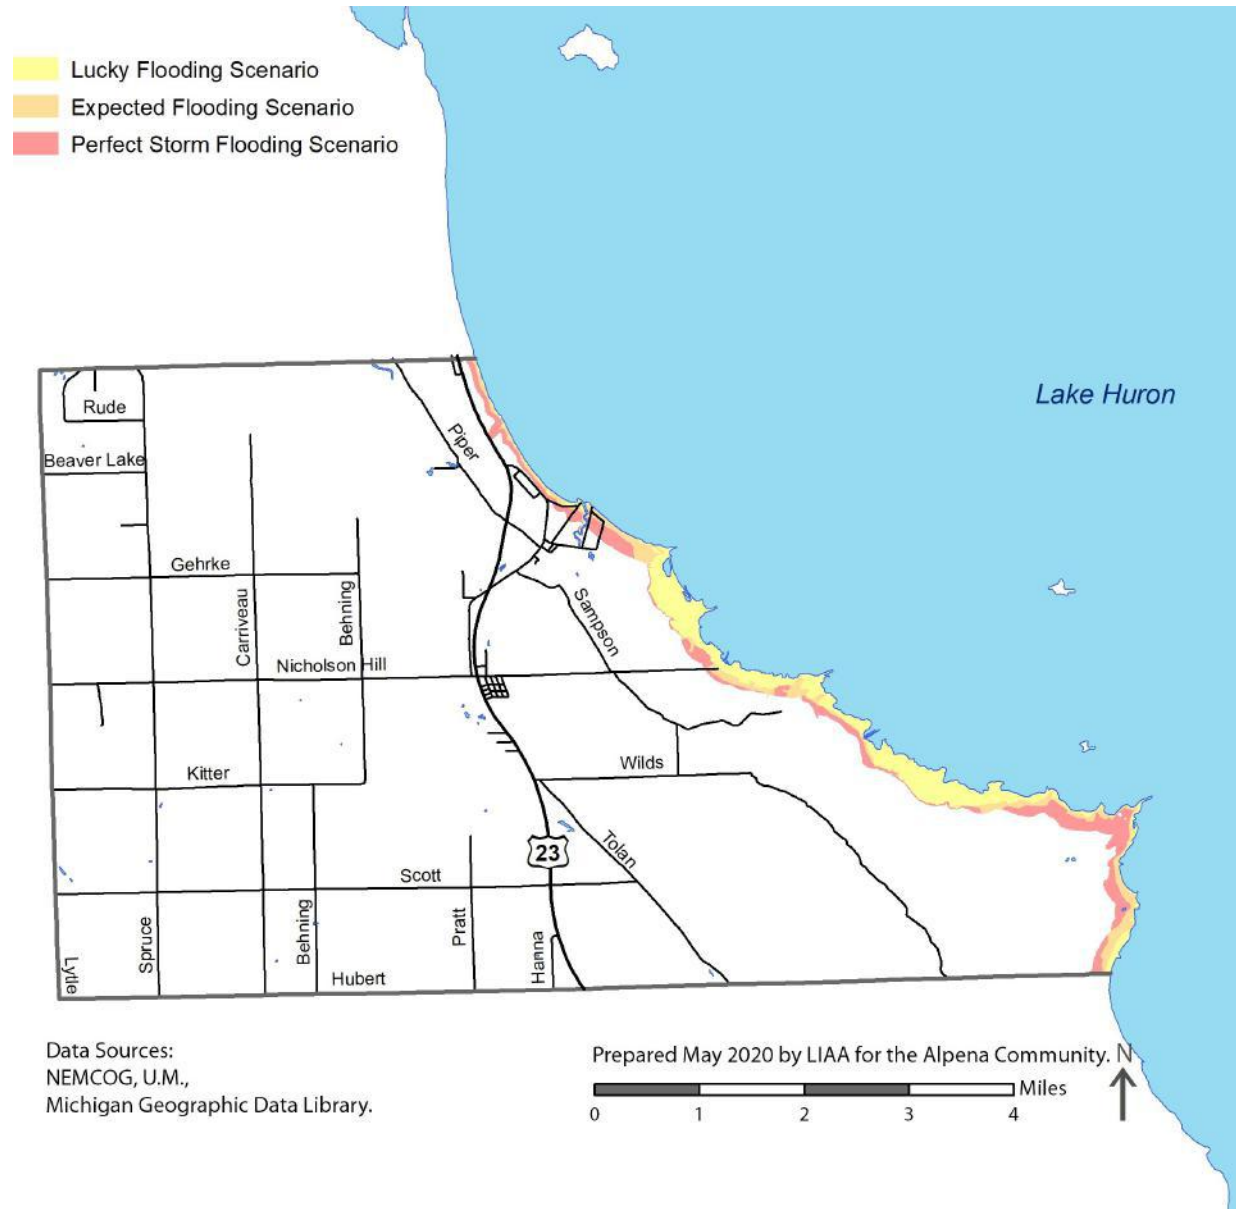 Lucky Flooding Scenario
Expected Flooding Scenario
Perfect Storm Flooding Scenario
Lake Huron
Rude
Piper
Beaver Lake
Gehrke
Carriveau
Behning
Sampson
Nicholson Hill
Kitter
Wilds
23
Tolan
Scott
Lytle
Spruce
Behning
Pratt
Hanna
Hubert
Data Sources:
NEMCOG, U.M.,
Michigan Geographic Data Library.
Prepared May 2020 by LIAA for the Alpena Community.
N
Miles
0 1 2 3 4